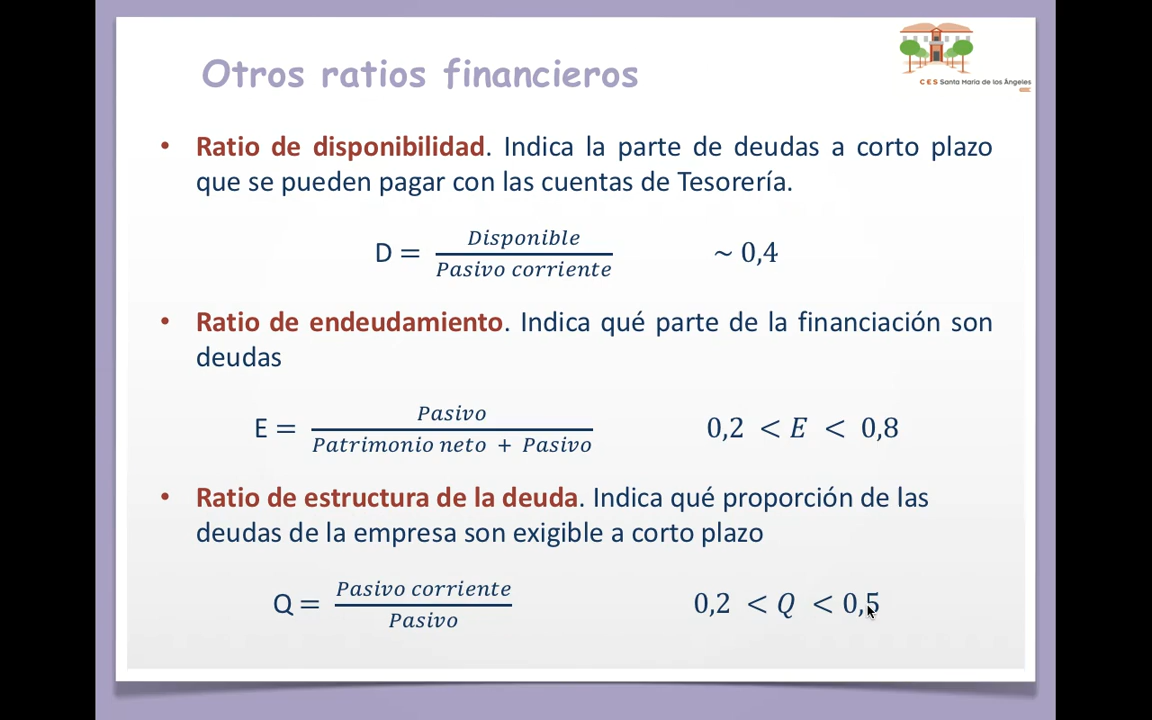 Otros ratios financieros
CES Santa María de los Ángeles
• Ratio de disponibilidad. Indica la parte de deudas a corto plazo
que se pueden pagar con las cuentas de Tesorería.
D = Disponible / Pasivo corriente ~ 0,4
• Ratio de endeudamiento. Indica qué parte de la financiación son
deudas
E = Pasivo / Patrimonio neto + Pasivo 0,2 < E < 0,8
• Ratio de estructura de la deuda. Indica qué proporción de las
deudas de la empresa son exigible a corto plazo
Q = Pasivo corriente / Pasivo 0,2 < Q < 0,5